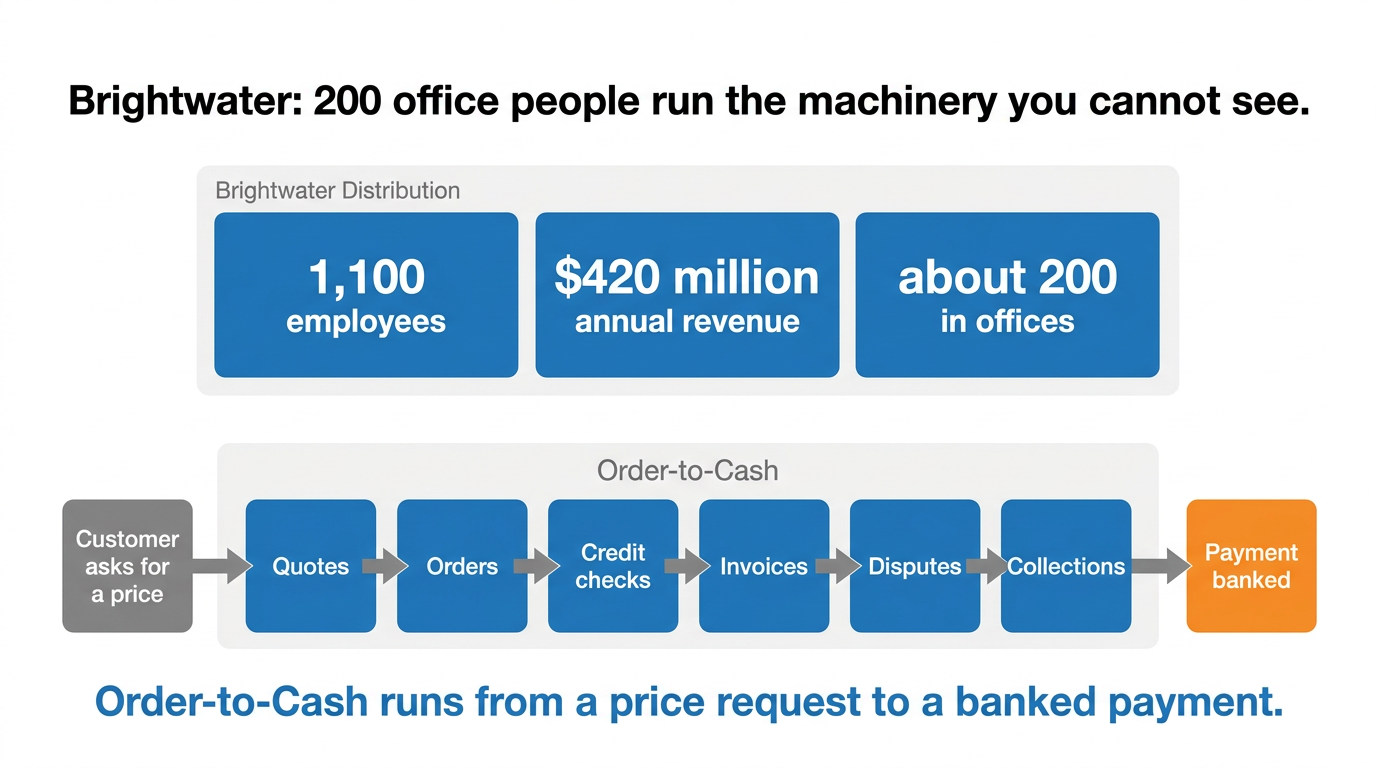 Brightwater: 200 office people run the machinery you cannot see.
Brightwater Distribution
1,100
employees
$420 million
annual revenue
about 200
in offices
Order-to-Cash
Customer
asks for
a price
Quotes
Orders
Credit
checks
Invoices
Disputes
Collections
Payment
banked
Order-to-Cash runs from a price request to a banked payment.